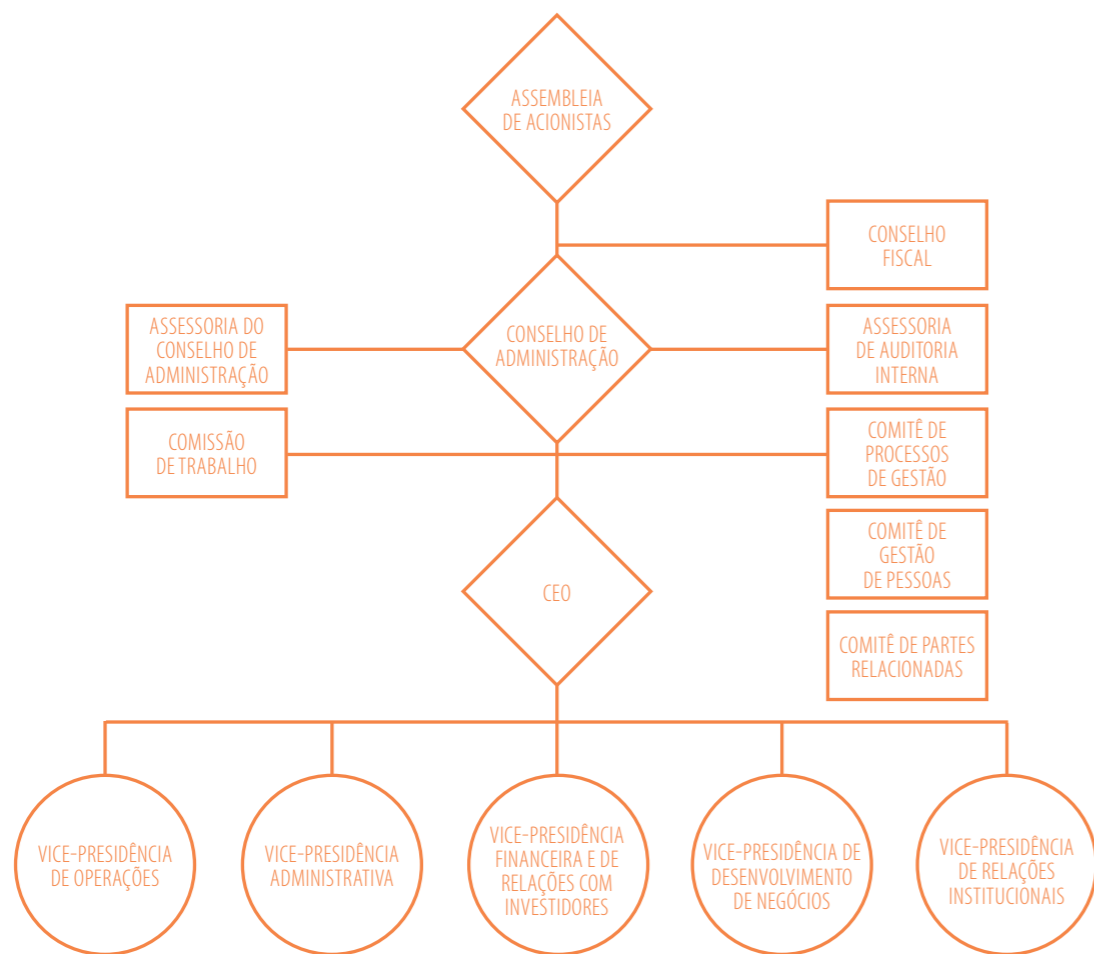 ASSEMBLEIA
DE ACIONISTAS
CONSELHO
FISCAL
ASSESSORIA DO
CONSELHO DE
ADMINISTRAÇÃO
CONSELHO DE
ADMINISTRAÇÃO
ASSESSORIA
DE AUDITORIA
INTERNA
COMISSÃO
DE TRABALHO
COMITÊ DE
PROCESSOS
DE GESTÃO
COMITÊ DE
GESTÃO
DE PESSOAS
CEO
COMITÊ DE PARTES
RELACIONADAS
VICE-PRESIDÊNCIA
DE OPERAÇÕES
VICE-PRESIDÊNCIA
ADMINISTRATIVA
VICE-PRESIDÊNCIA
FINANCEIRA E DE
RELAÇÕES COM
INVESTIDORES
VICE-PRESIDÊNCIA DE
DESENVOLVIMENTO
DE NEGÓCIOS
VICE-PRESIDÊNCIA
DE RELAÇÕES
INSTITUCIONAIS